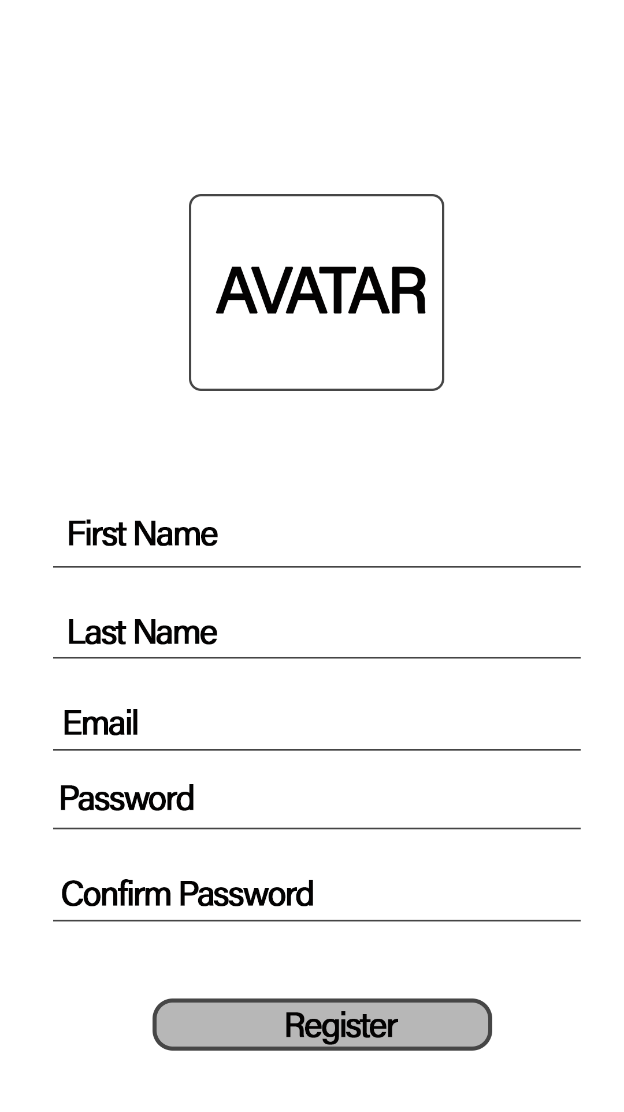 AVATAR
First Name
Last Name
Email
Password
Confirm Password
Register